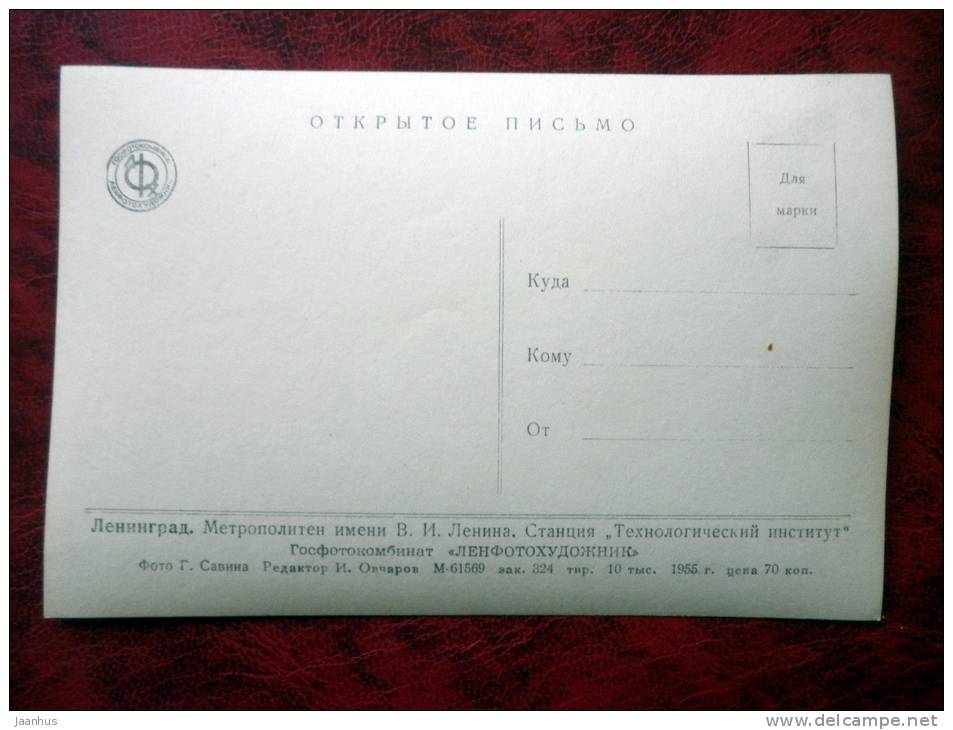 ОТКРЫТОЕ ПИСЬМО
ЛЕНФОТОХУДОЖНИК
Для
марки
Куда
Кому
От
Ленинград. Метрополитен имени В. И. Ленина. Станция „Технологический институт“
Госфотокомбинат «ЛЕНФОТОХУДОЖНИК»
Фото Г. Савина Редактор И. Овчаров М-61569 зак. 324 тир. 10 тыс. 1955 г. цена 70 коп.
jaanhus
www.delcampe.net